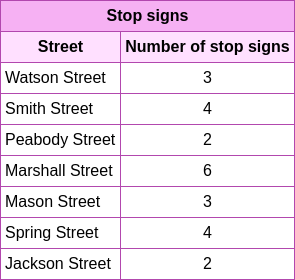 Stop signs
Street Number of stop signs
Watson Street 3
Smith Street 4
Peabody Street 2
Marshall Street 6
Mason Street 3
Spring Street 4
Jackson Street 2